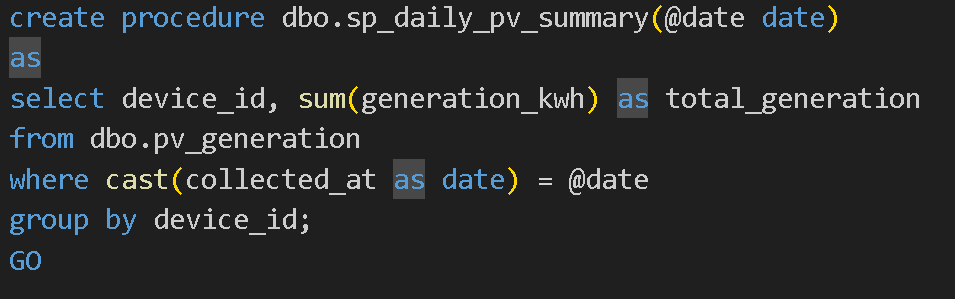 create procedure dbo.sp_daily_pv_summary(@date date)
as
select device_id, sum(generation_kwh) as total_generation
from dbo.pv_generation
where cast(collected_at as date) = @date
group by device_id;
GO